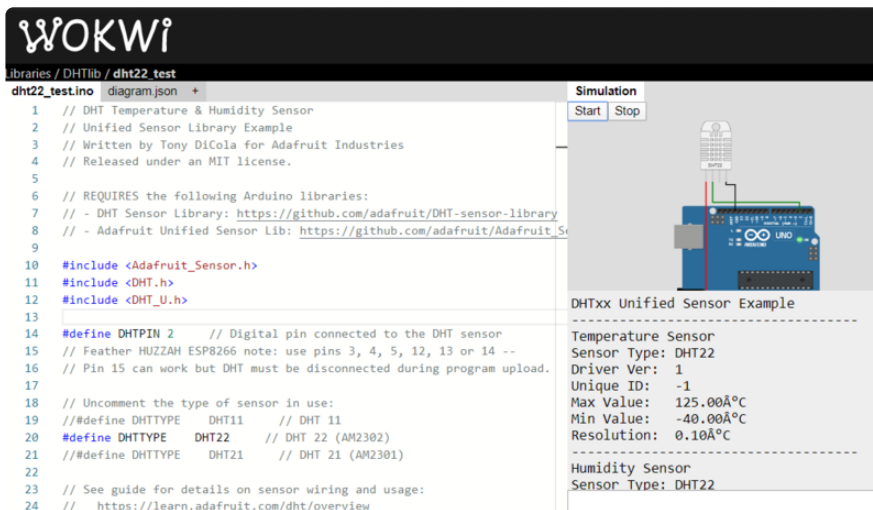 WOKWi
Libraries / DHTlib / dht22_test
dht22_test.ino diagram.json +
1 // DHT Temperature & Humidity Sensor
2 // Unified Sensor Library Example
3 // Written by Tony DiCola for Adafruit Industries
4 // Released under an MIT license.
5
6 // REQUIRES the following Arduino libraries:
7 // - DHT Sensor Library: https://github.com/adafruit/DHT-sensor-library
8 // - Adafruit Unified Sensor Lib: https://github.com/adafruit/Adafruit_S
9
10 #include <Adafruit_Sensor.h>
11 #include <DHT.h>
12 #include <DHT_U.h>
13
14 #define DHTPIN 2 // Digital pin connected to the DHT sensor
15 // Feather HUZZAH ESP8266 note: use pins 3, 4, 5, 12, 13 or 14 --
16 // Pin 15 can work but DHT must be disconnected during program upload.
17
18 // Uncomment the type of sensor in use:
19 //#define DHTTYPE DHT11 // DHT 11
20 #define DHTTYPE DHT22 // DHT 22 (AM2302)
21 //#define DHTTYPE DHT21 // DHT 21 (AM2301)
22
23 // See guide for details on sensor wiring and usage:
24 // https://learn.adafruit.com/dht/overview
Simulation
Start Stop
DHT22
UNO
ARDUINO
DHTxx Unified Sensor Example
------------------------------------
Temperature Sensor
Sensor Type: DHT22
Driver Ver: 1
Unique ID: -1
Max Value: 125.00Â°C
Min Value: -40.00Â°C
Resolution: 0.10Â°C
------------------------------------
Humidity Sensor
Sensor Type: DHT22